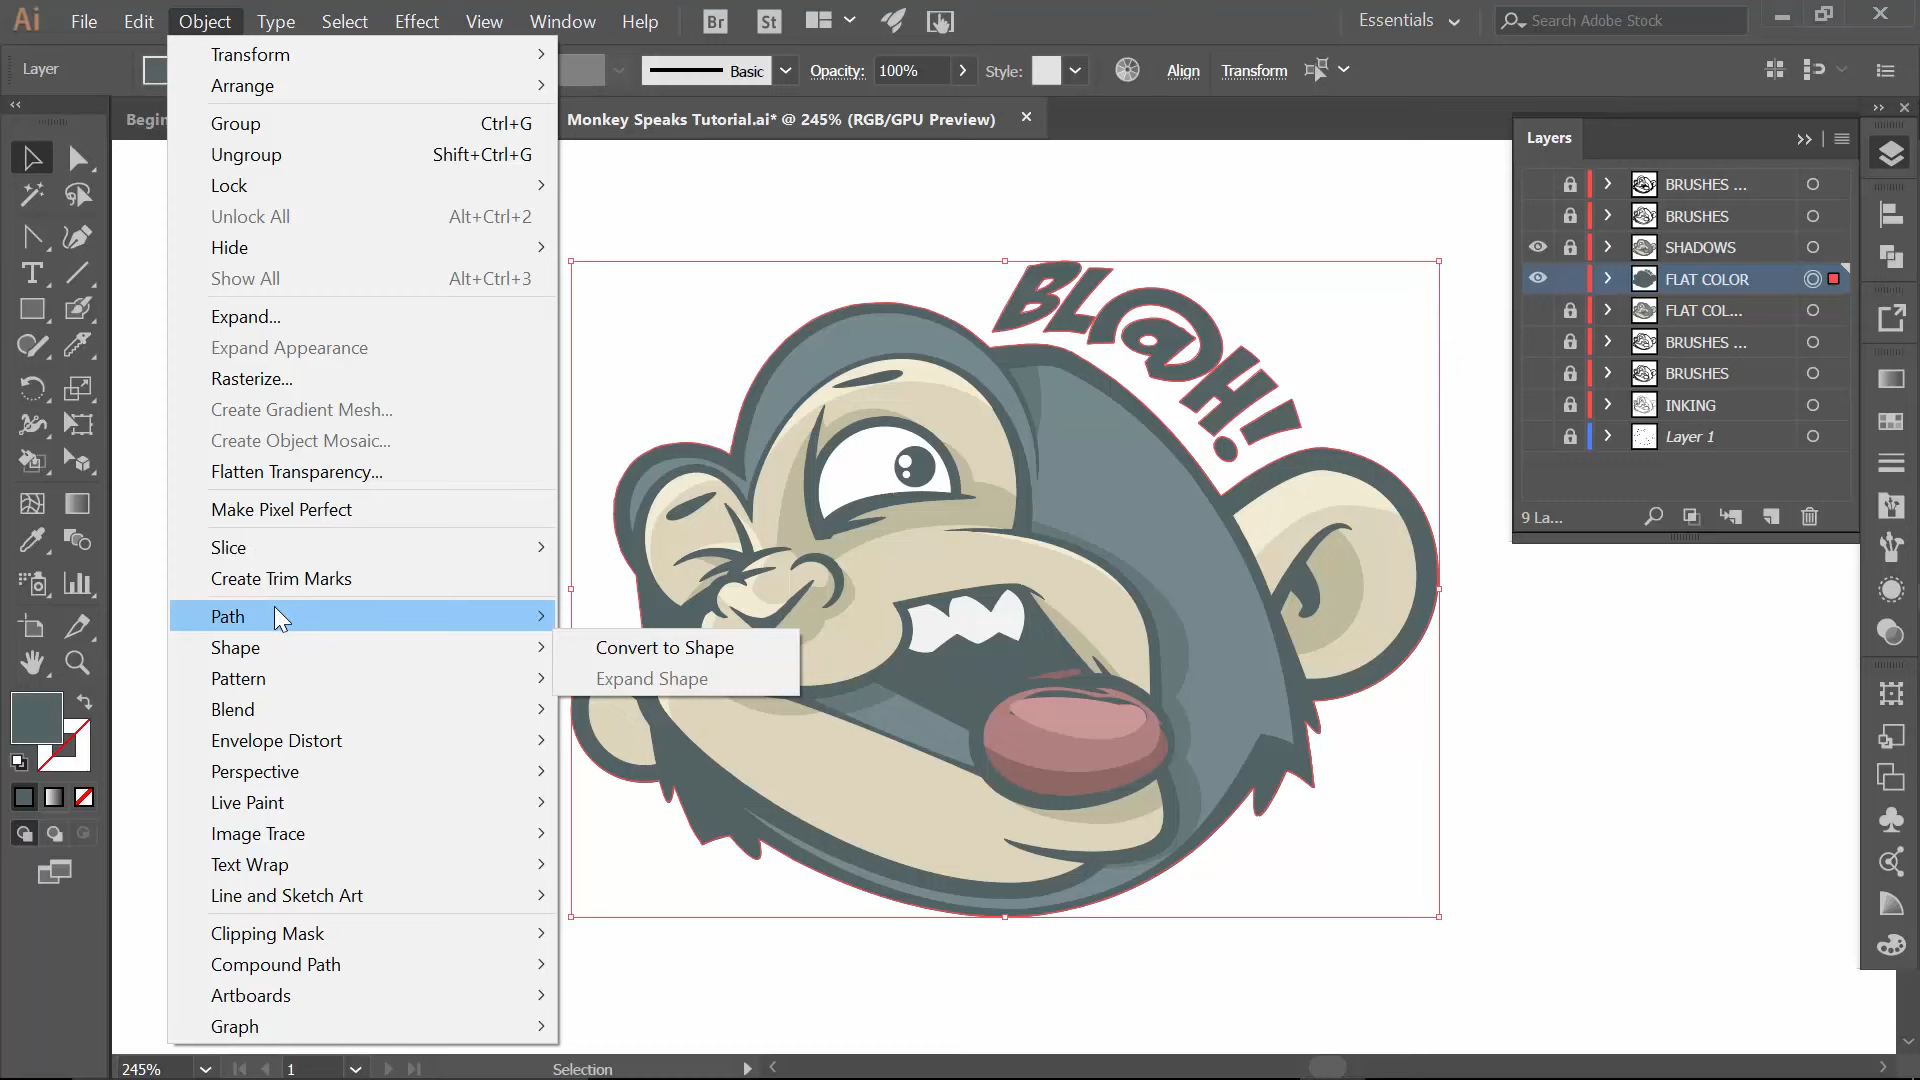 Ai File Edit Object Type Select Effect View Window Help Br St Essentials Search Adobe Stock
Layer Basic Opacity: 100% Style: Align Transform
Monkey Speaks Tutorial.ai* @ 245% (RGB/GPU Preview)
Transform
Arrange
Group Ctrl+G
Ungroup Shift+Ctrl+G
Lock
Unlock All Alt+Ctrl+2
Hide
Show All Alt+Ctrl+3
Expand...
Expand Appearance
Rasterize...
Create Gradient Mesh...
Create Object Mosaic...
Flatten Transparency...
Make Pixel Perfect
Slice
Create Trim Marks
Path
Shape
Pattern
Blend
Envelope Distort
Perspective
Live Paint
Image Trace
Text Wrap
Line and Sketch Art
Clipping Mask
Compound Path
Artboards
Graph
Convert to Shape
Expand Shape
BL@H!
Layers
BRUSHES ...
BRUSHES
SHADOWS
FLAT COLOR
FLAT COL...
BRUSHES ...
BRUSHES
INKING
Layer 1
9 La...
245% 1 Selection